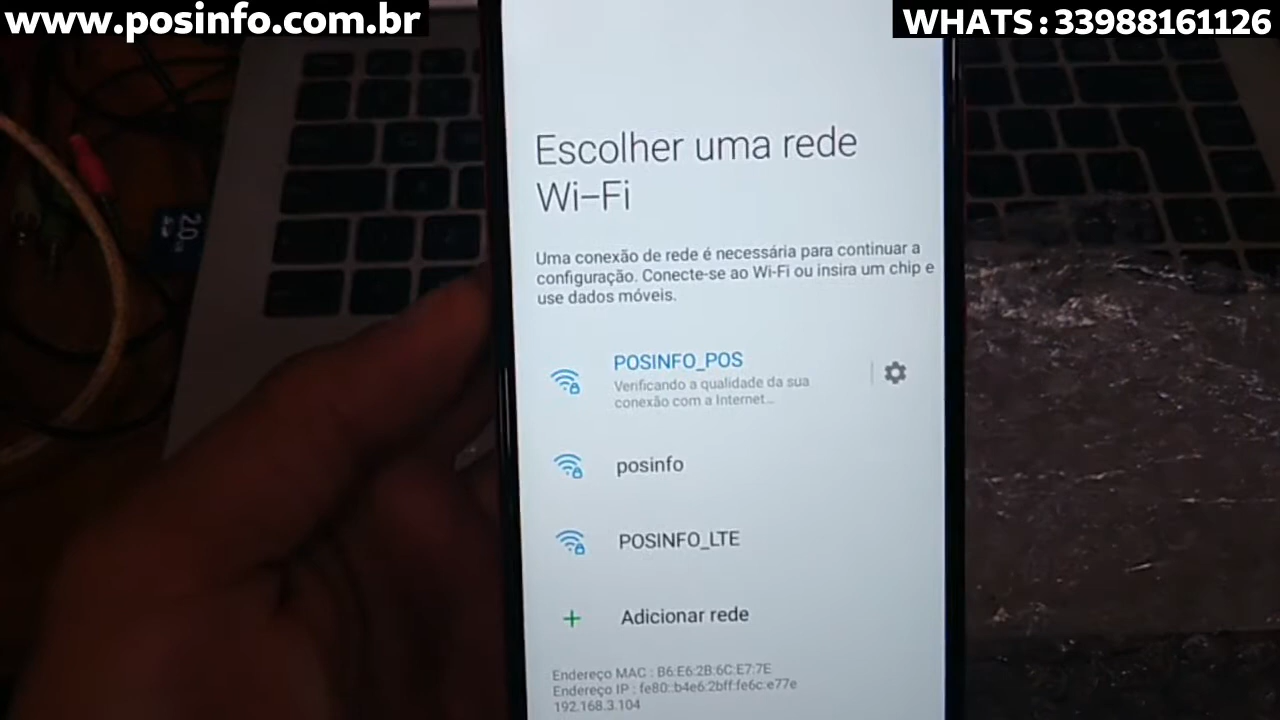 www.posinfo.com.br
WHATS:33988161126
Escolher uma rede
Wi-Fi
Uma conexão de rede é necessária para continuar a
configuração. Conecte-se ao Wi-Fi ou insira um chip e
use dados móveis.
POSINFO_POS
Verificando a qualidade da sua
conexão com a Internet...
posinfo
POSINFO_LTE
+ Adicionar rede
Endereço MAC : B6:E6:2B:6C:E7:7E
Endereço IP : fe80::b4e6:2bff:fe6c:e77e
192.168.3.104
2.0